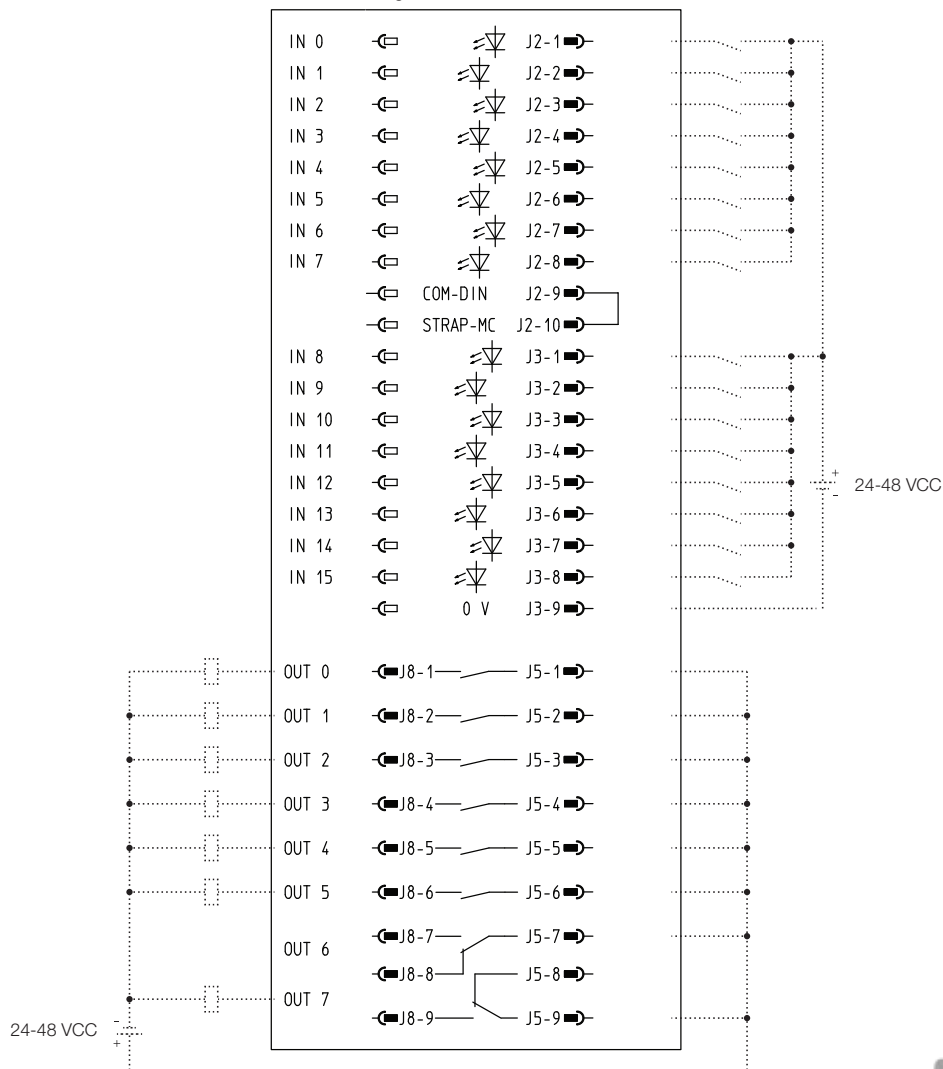 IN 0 J2-1
IN 1 J2-2
IN 2 J2-3
IN 3 J2-4
IN 4 J2-5
IN 5 J2-6
IN 6 J2-7
IN 7 J2-8
COM-DIN J2-9
STRAP-MC J2-10
IN 8 J3-1
IN 9 J3-2
IN 10 J3-3
IN 11 J3-4
IN 12 J3-5
+
24-48 VCC
-
IN 13 J3-6
IN 14 J3-7
IN 15 J3-8
0 V J3-9
OUT 0 J8-1 J5-1
OUT 1 J8-2 J5-2
OUT 2 J8-3 J5-3
OUT 3 J8-4 J5-4
OUT 4 J8-5 J5-5
OUT 5 J8-6 J5-6
J8-7 J5-7
OUT 6
J8-8 J5-8
OUT 7
J8-9 J5-9
-
24-48 VCC
+